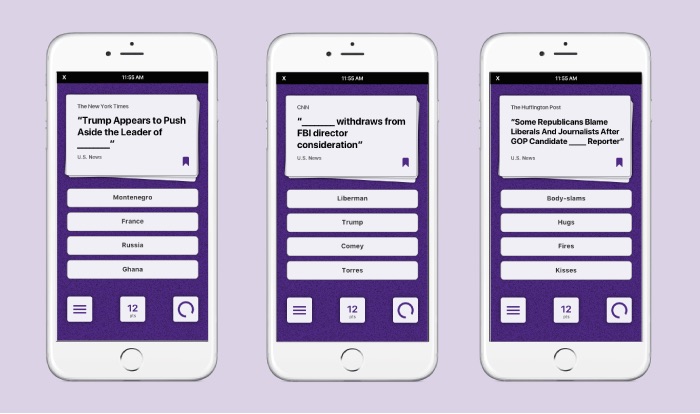 X 11:55 AM
The New York Times
"Trump Appears to Push
Aside the Leader of
______"
U.S. News
Montenegro
France
Russia
Ghana
12
pts
X 11:55 AM
CNN
"______ withdraws from
FBI director
consideration"
U.S. News
Liberman
Trump
Comey
Torres
12
pts
X 11:55 AM
The Huffington Post
"Some Republicans Blame
Liberals And Journalists After
GOP Candidate ____ Reporter"
U.S. News
Body-slams
Hugs
Fires
Kisses
12
pts